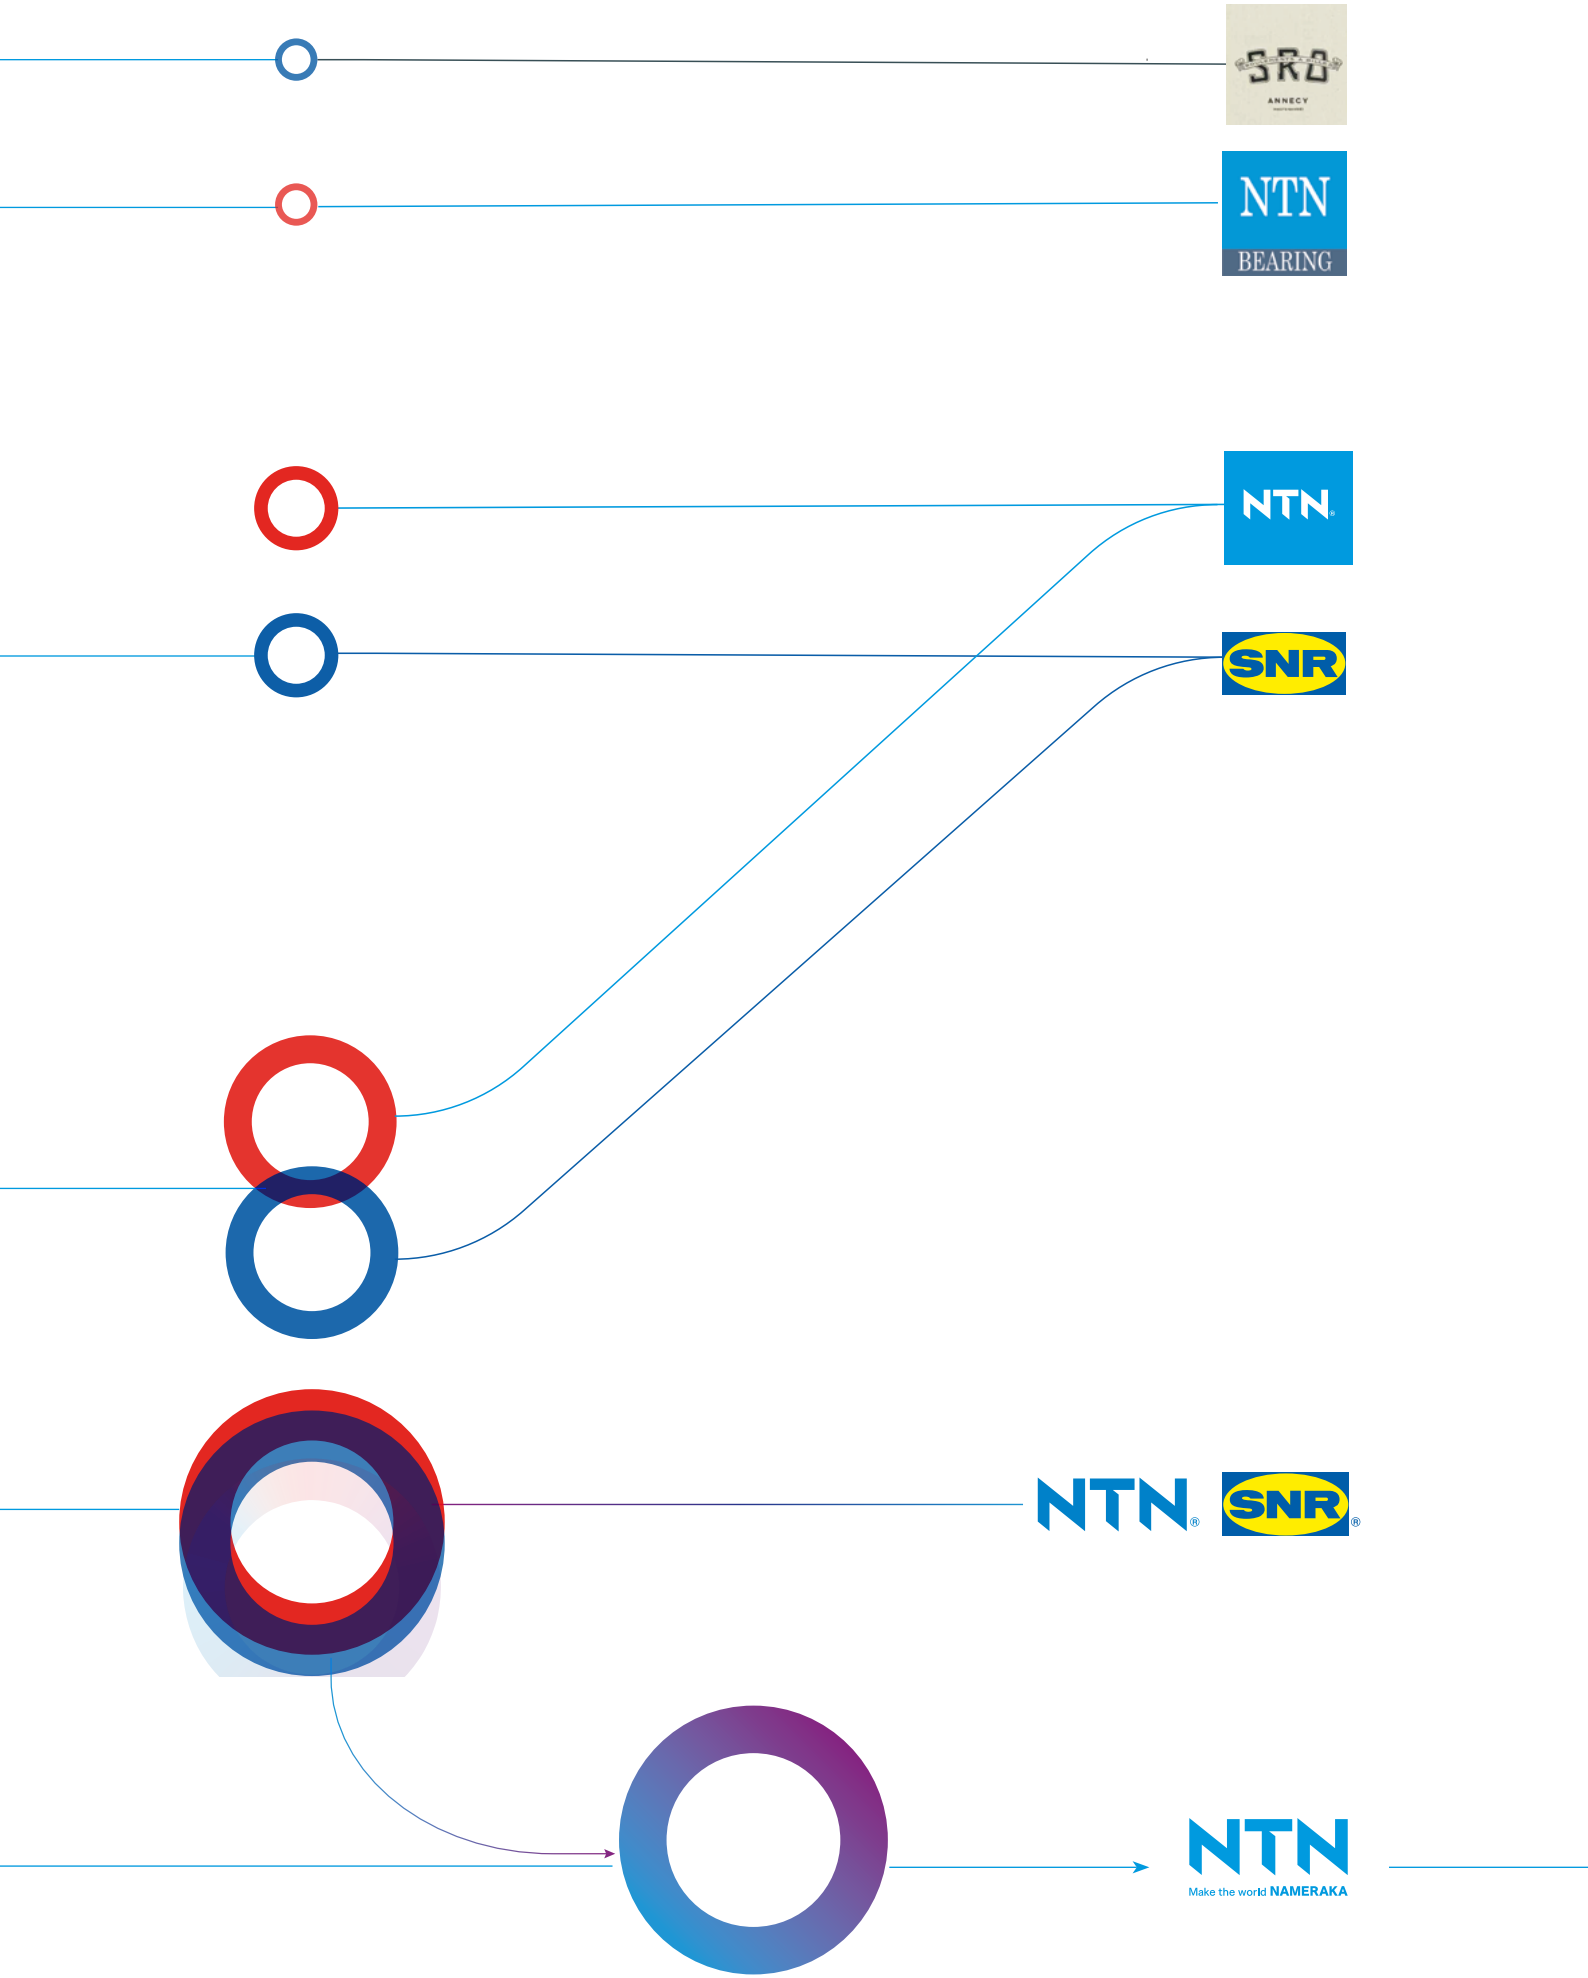 SRO
ANNECY
NTN
BEARING
NTN®
SNR
NTN® SNR®
NTN
Make the world NAMERAKA